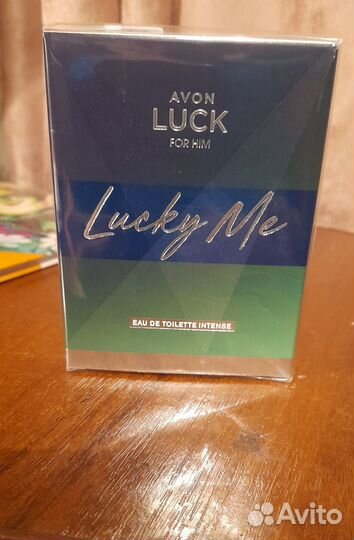 AVON
LUCK
FOR HIM
Lucky Me
EAU DE TOILETTE INTENSE
Avito